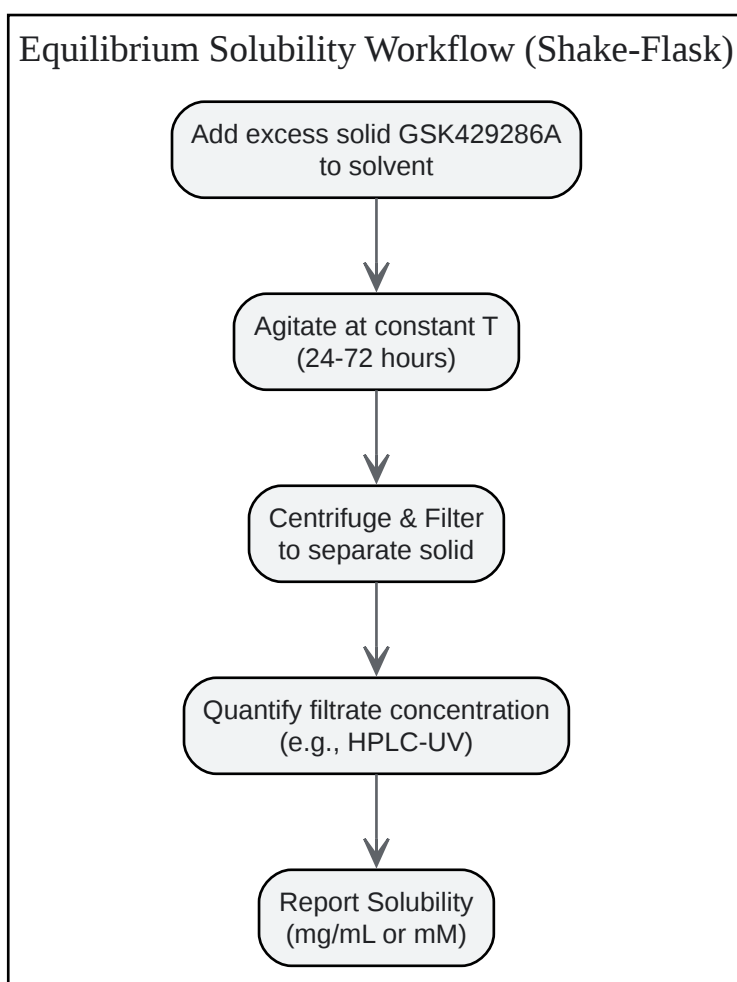 Equilibrium Solubility Workflow (Shake-Flask)
Add excess solid GSK429286A
to solvent
Agitate at constant T
(24-72 hours)
Centrifuge & Filter
to separate solid
Quantify filtrate concentration
(e.g., HPLC-UV)
Report Solubility
(mg/mL or mM)